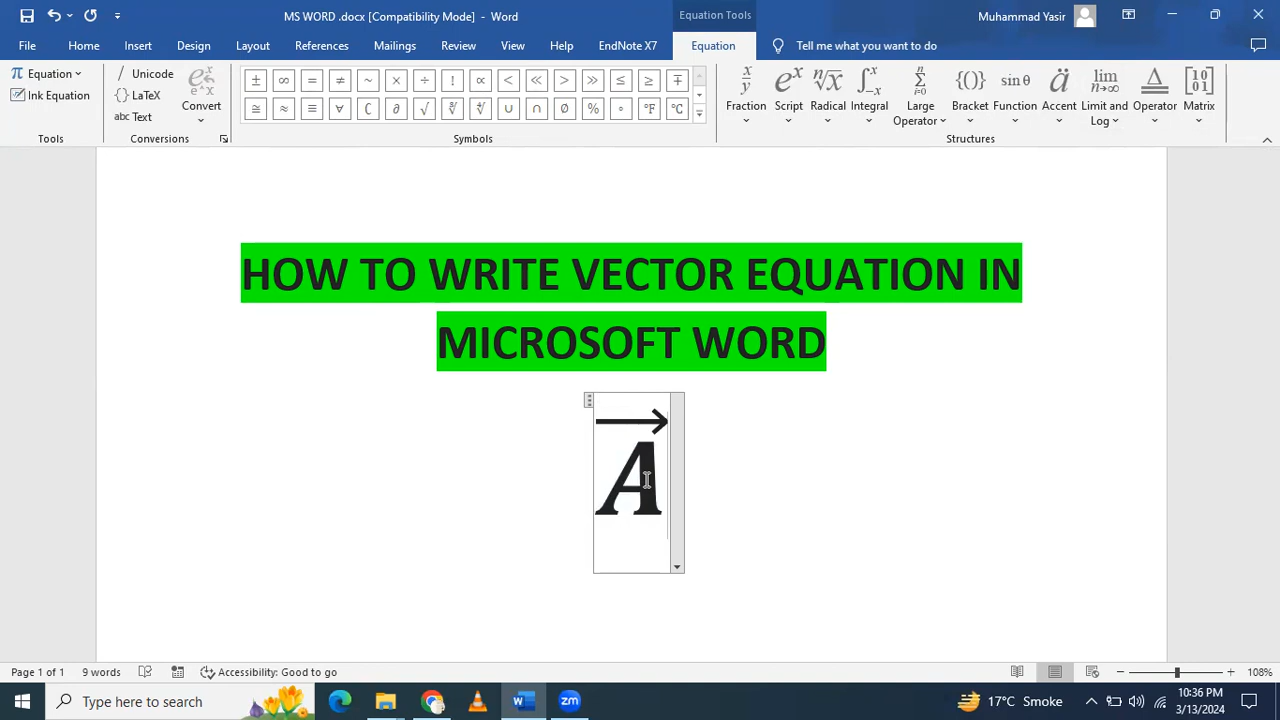 MS WORD .docx [Compatibility Mode] - Word
Equation Tools
Muhammad Yasir
File Home Insert Design Layout References Mailings Review View Help EndNote X7 Equation Tell me what you want to do
π Equation
Ink Equation
Tools
Unicode
LaTeX
abc Text
Convert
Conversions
± ∞ = ≠ ~ × ÷ ! ∝ < ≪ > ≫ ≤ ≥ ∓
≅ ≈ ≡ ∀ ∁ ∂ √ ∛ ∜ ∪ ∩ ∅ % ° °F °C
Symbols
Fraction Script Radical Integral Large Operator Bracket Function Accent Limit and Log Operator Matrix
Structures
HOW TO WRITE VECTOR EQUATION IN
MICROSOFT WORD
A⃗
Page 1 of 1 9 words Accessibility: Good to go 108%
Type here to search
17°C Smoke
10:36 PM
3/13/2024